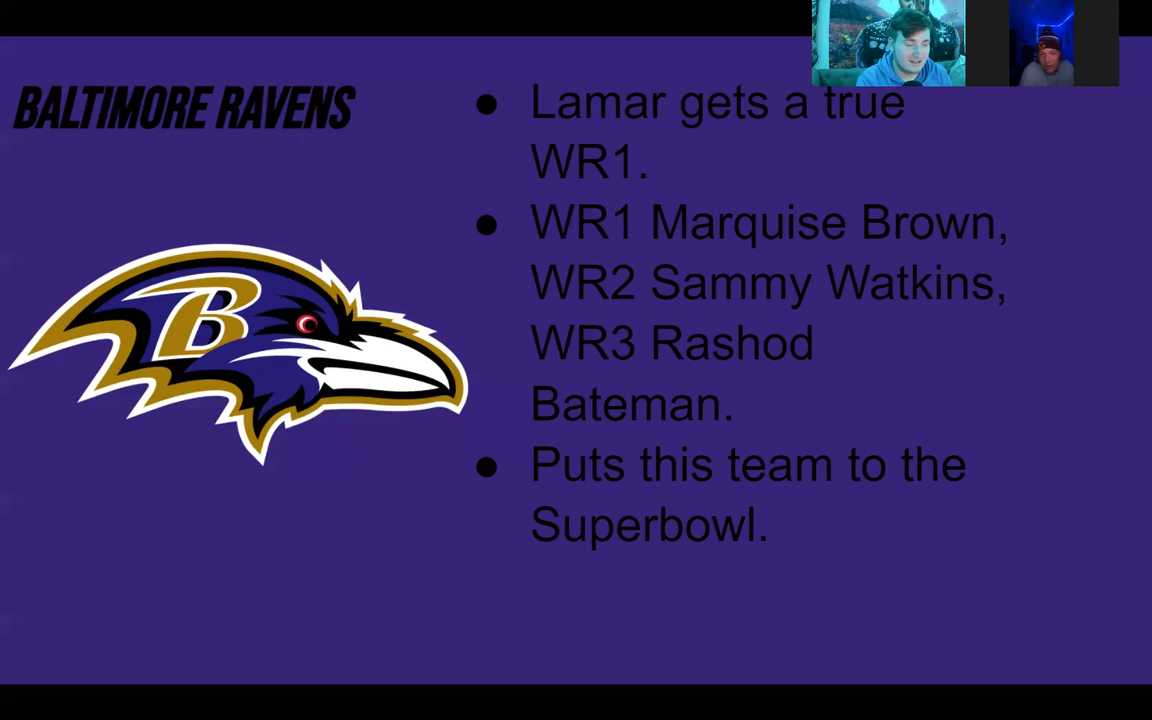 BALTIMORE RAVENS
● Lamar gets a true
WR1.
● WR1 Marquise Brown,
WR2 Sammy Watkins,
WR3 Rashod
Bateman.
● Puts this team to the
Superbowl.
B